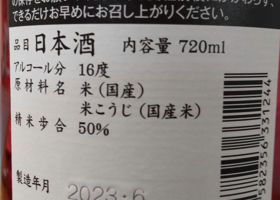 できるだけお早めにお召し上がりください。
品目 日本酒 内容量 720ml
アルコール分 16度
原材料名 米(国産)
米こうじ(国産米)
精米歩合 50%
製造年月 2023.6
582356331244